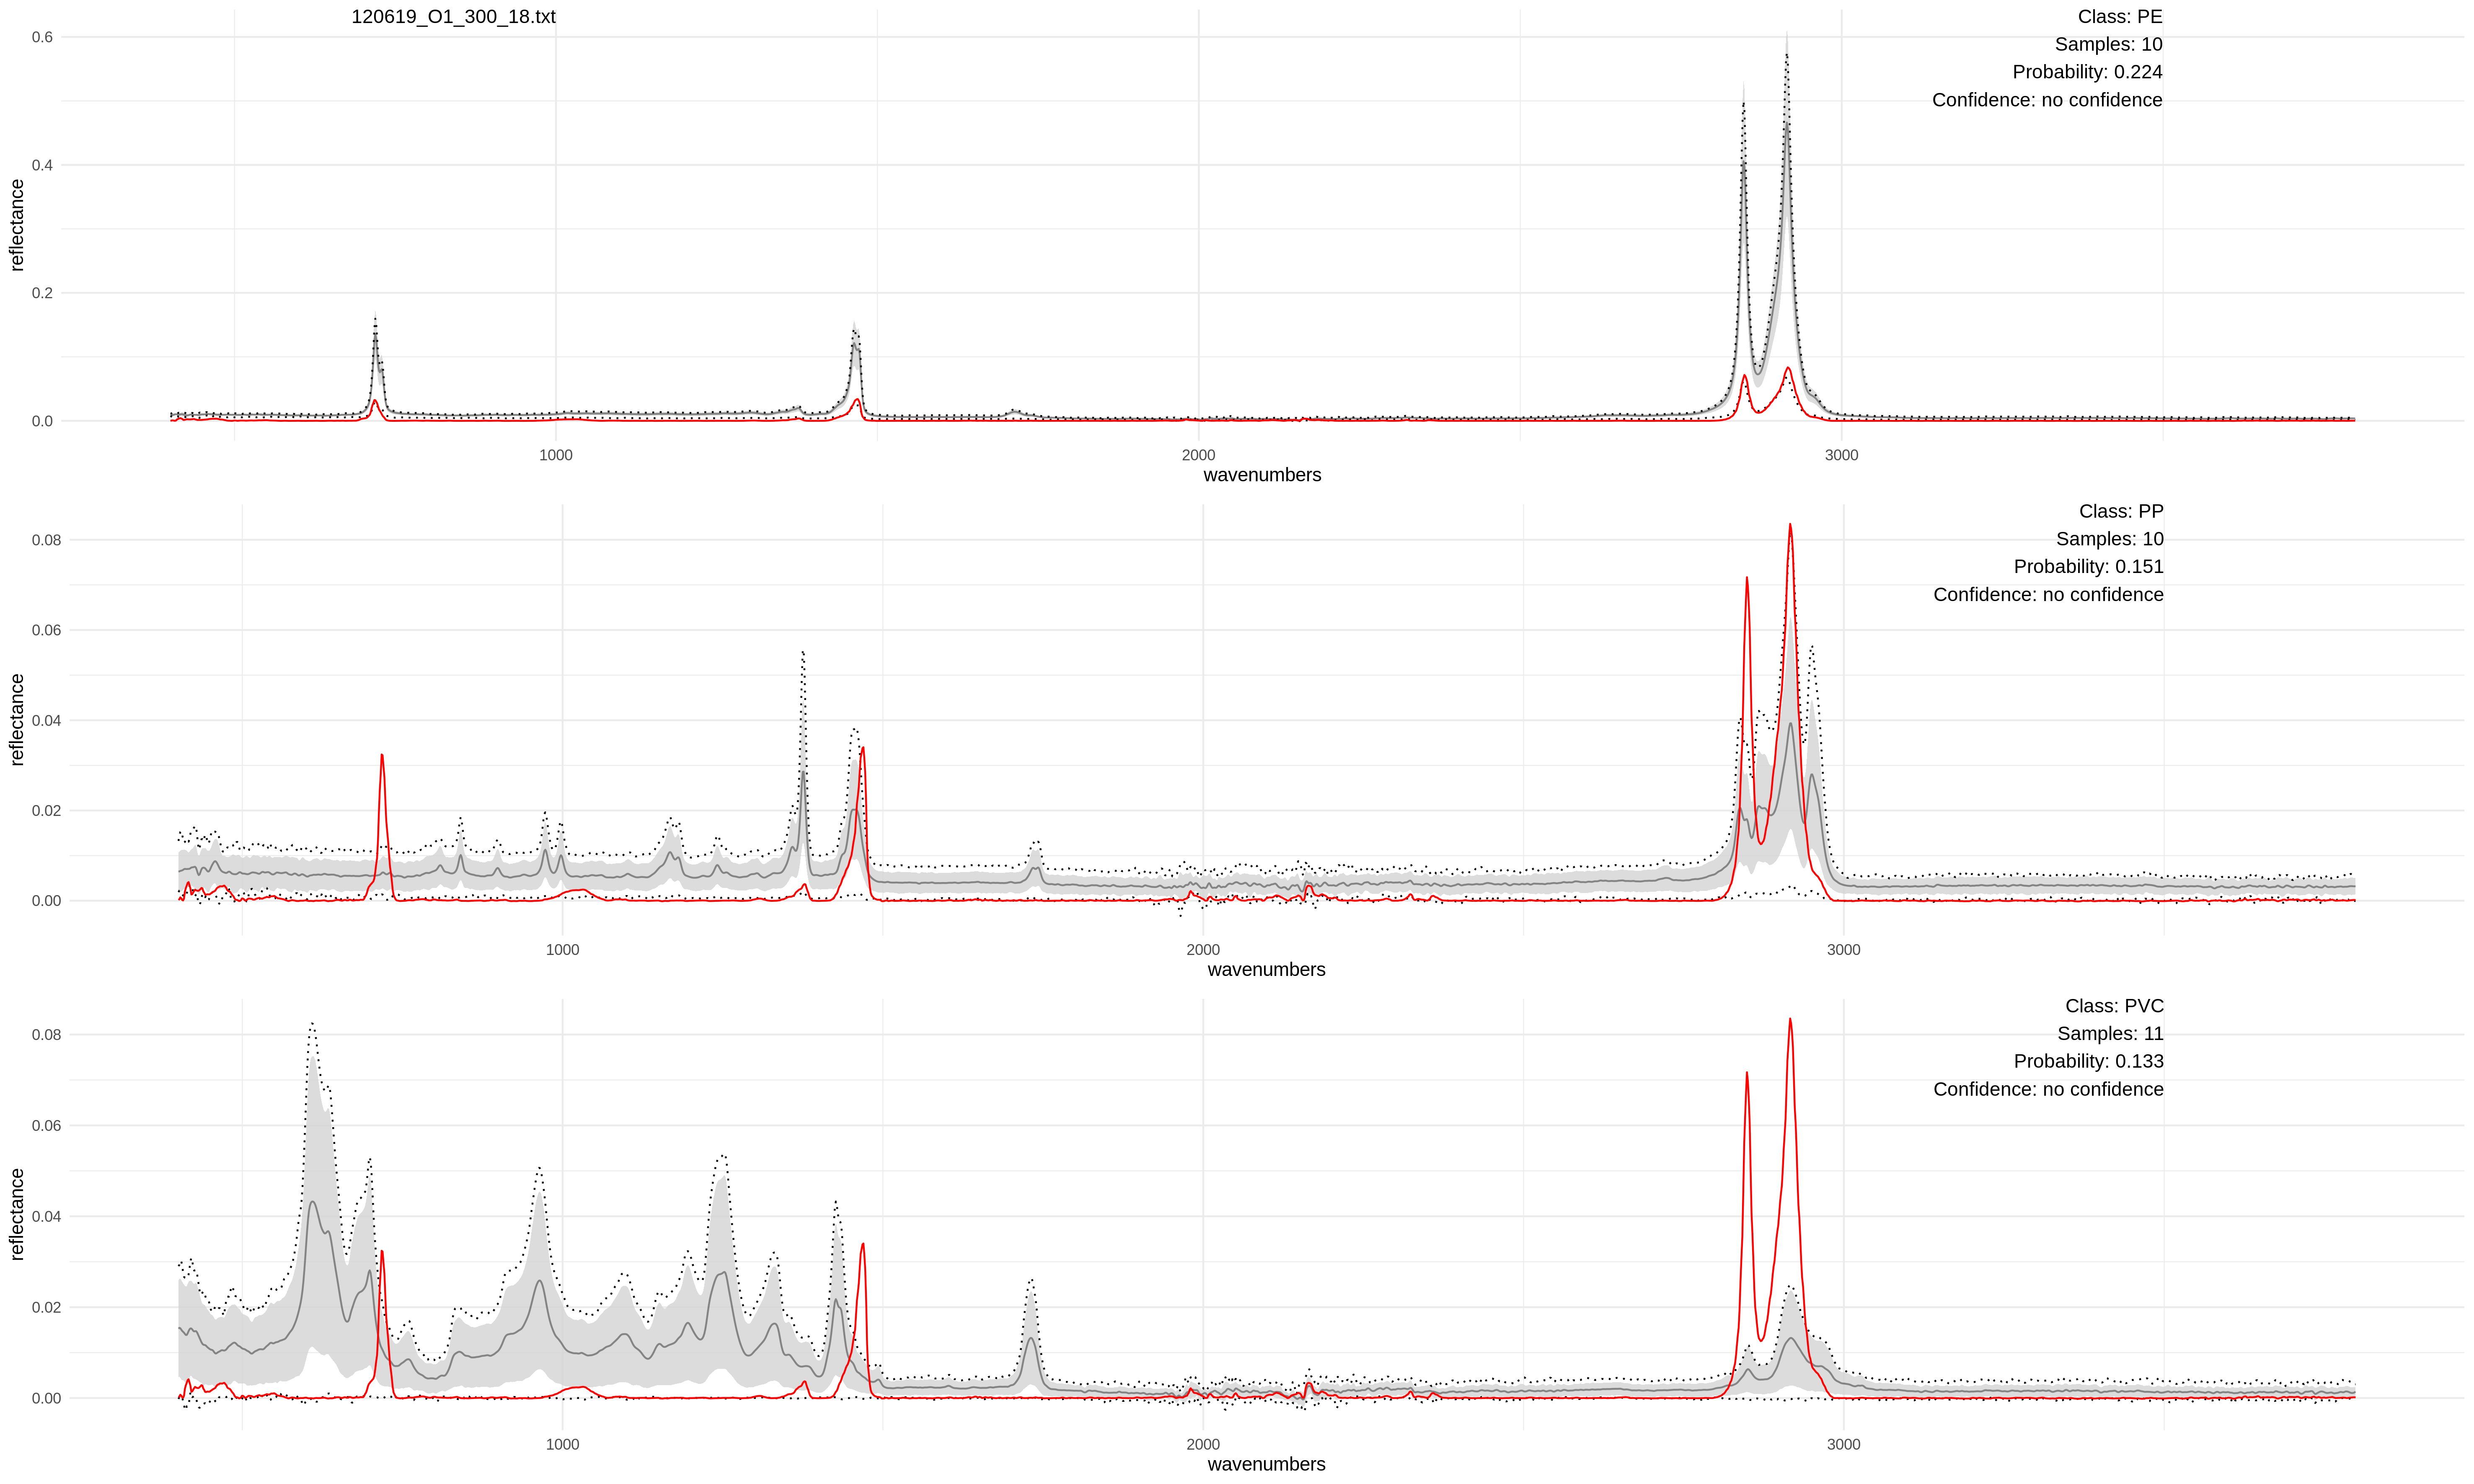 120619_O1_300_18.txt
Class: PE
Samples: 10
Probability: 0.224
Confidence: no confidence
0.6
0.4
0.2
0.0
reflectance
1000 2000 3000
wavenumbers
Class: PP
Samples: 10
Probability: 0.151
Confidence: no confidence
0.08
0.06
0.04
0.02
0.00
reflectance
1000 2000 3000
wavenumbers
Class: PVC
Samples: 11
Probability: 0.133
Confidence: no confidence
0.08
0.06
0.04
0.02
0.00
reflectance
1000 2000 3000
wavenumbers